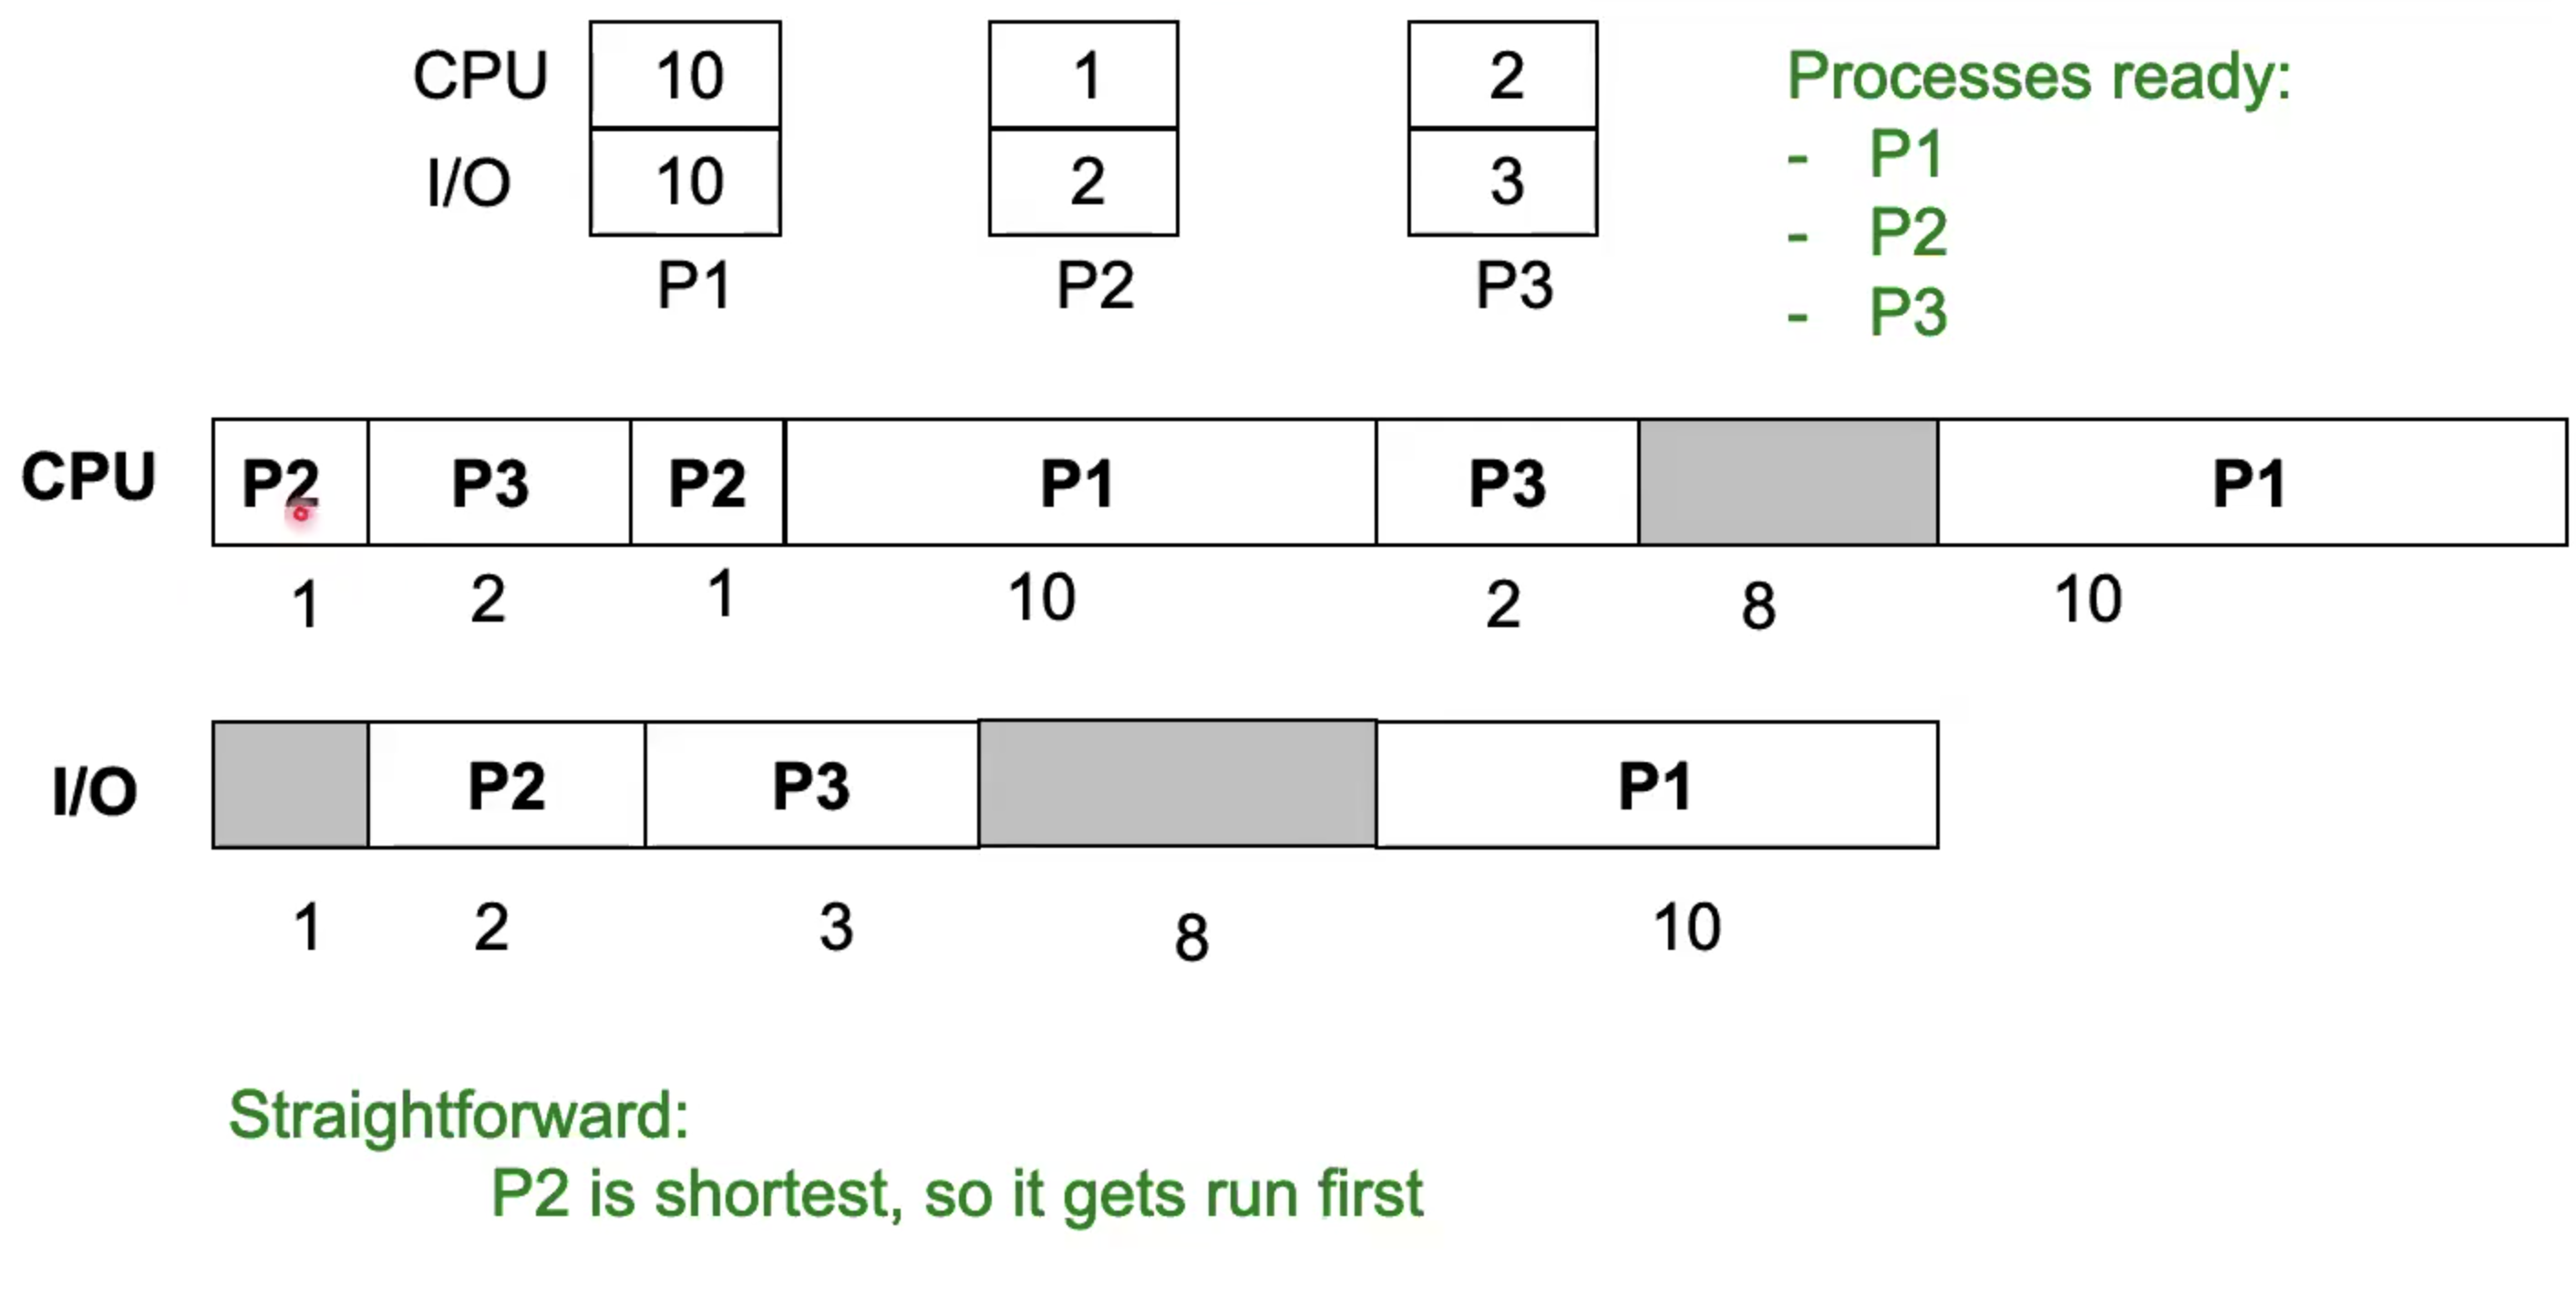 CPU 10 1 2 Processes ready:
I/O 10 2 3 - P1
P1 P2 P3 - P2
- P3
CPU P2 P3 P2 P1 P3 P1
1 2 1 10 2 8 10
I/O P2 P3 P1
1 2 3 8 10
Straightforward:
P2 is shortest, so it gets run first